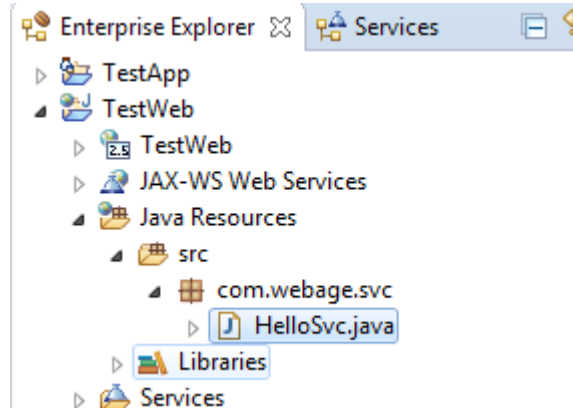 Enterprise Explorer Services
TestApp
TestWeb
2.5 TestWeb
JAX-WS Web Services
Java Resources
src
com.webage.svc
J HelloSvc.java
Libraries
Services